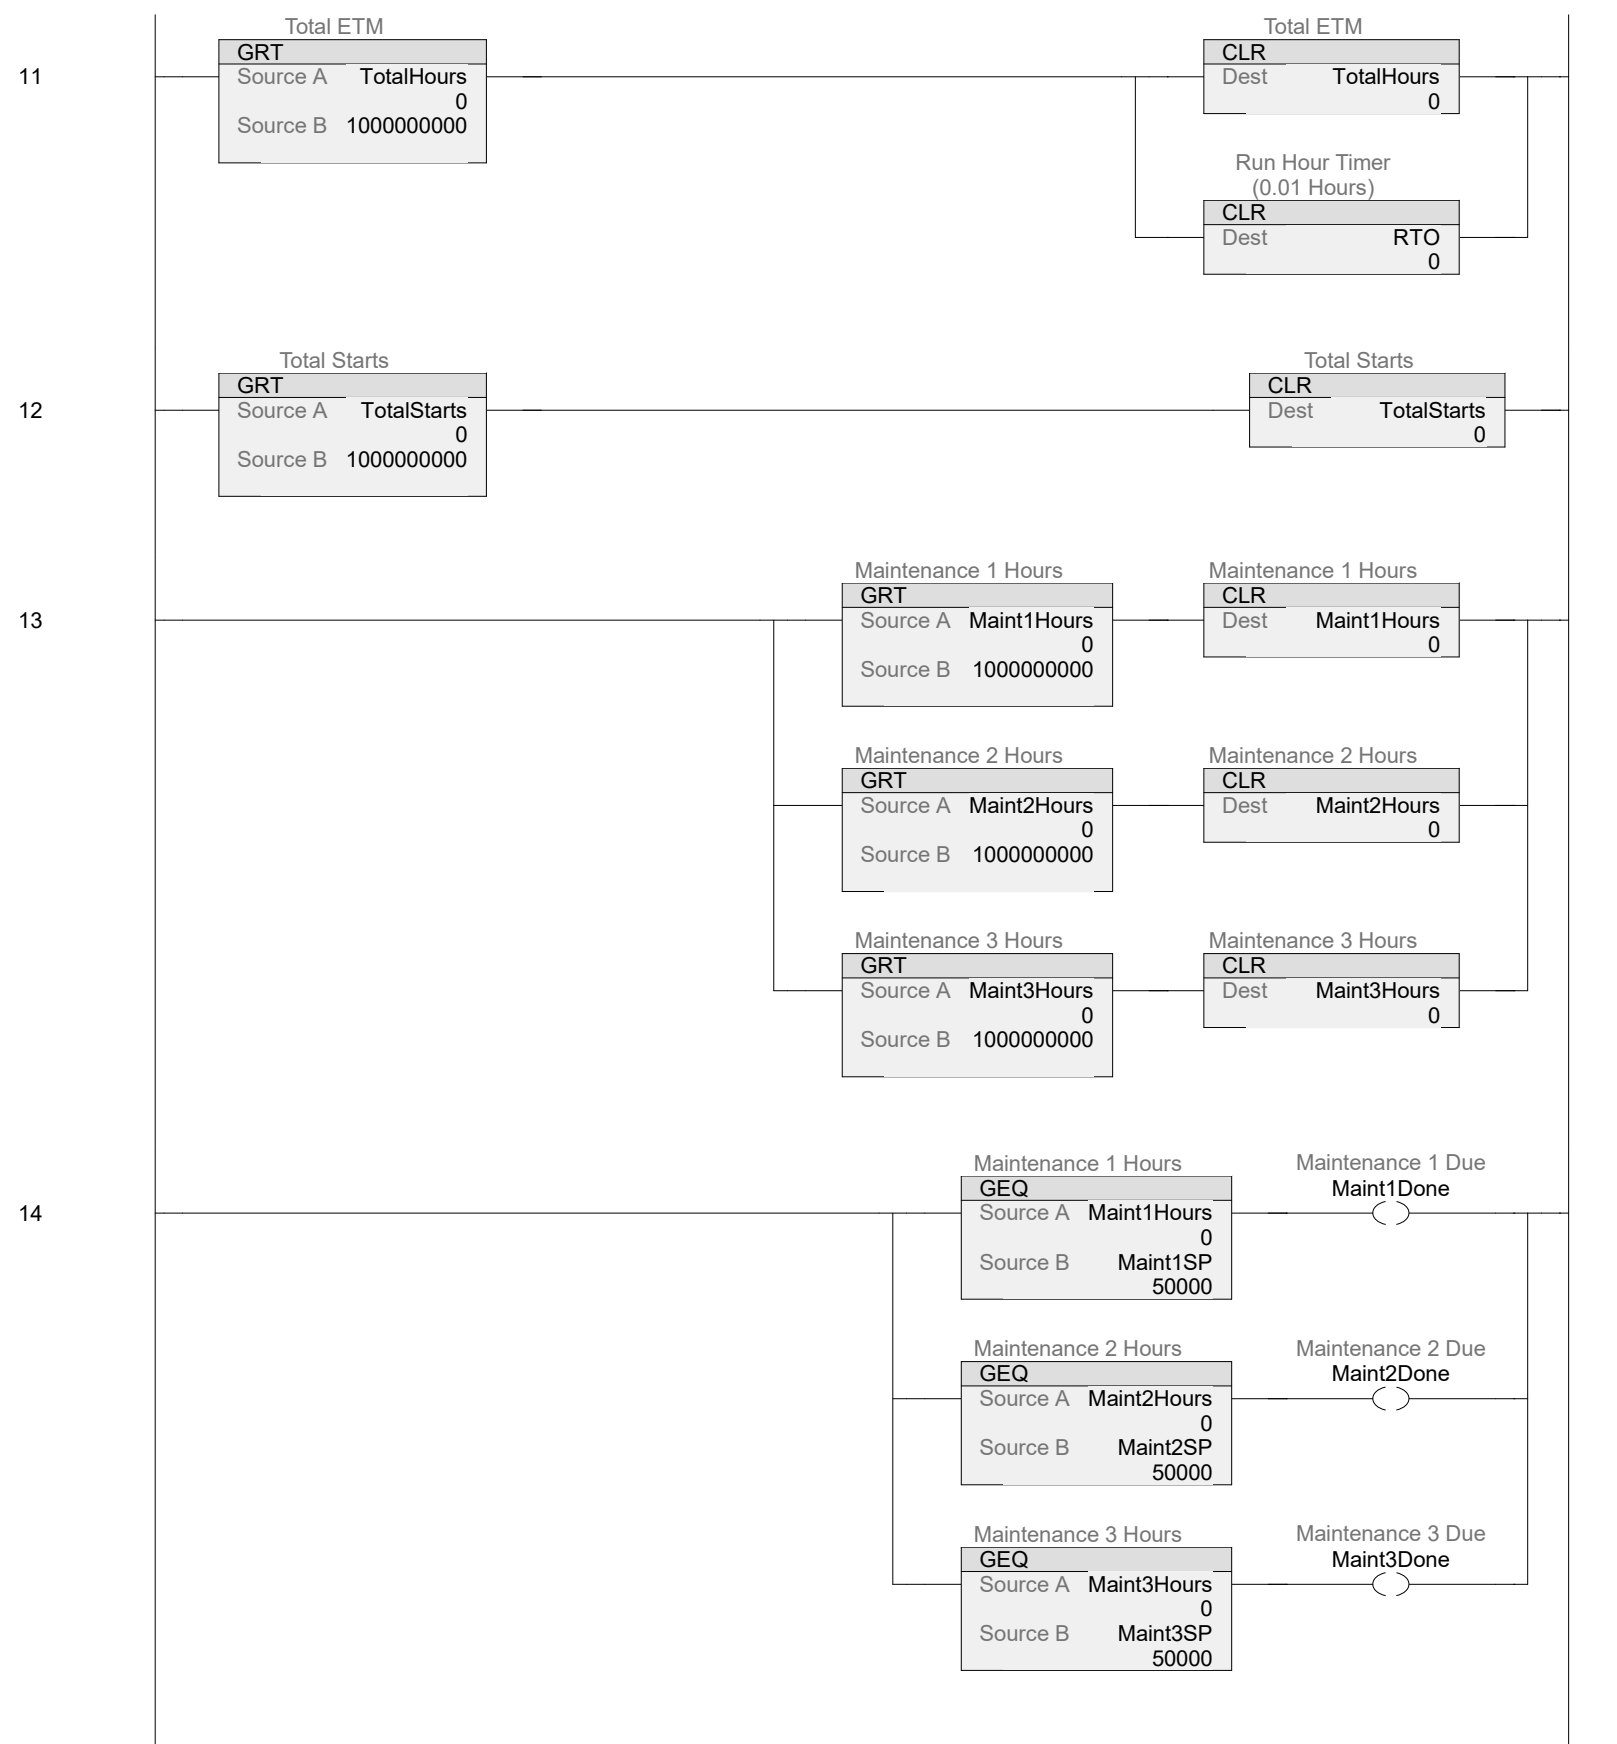 Total ETM
GRT
11
Source A TotalHours
0
Source B 1000000000
Total ETM
CLR
Dest TotalHours
0
Run Hour Timer
(0.01 Hours)
CLR
Dest RTO
0
Total Starts
GRT
12
Source A TotalStarts
0
Source B 1000000000
Total Starts
CLR
Dest TotalStarts
0
13
Maintenance 1 Hours
GRT
Source A Maint1Hours
0
Source B 1000000000
Maintenance 1 Hours
CLR
Dest Maint1Hours
0
Maintenance 2 Hours
GRT
Source A Maint2Hours
0
Source B 1000000000
Maintenance 2 Hours
CLR
Dest Maint2Hours
0
Maintenance 3 Hours
GRT
Source A Maint3Hours
0
Source B 1000000000
Maintenance 3 Hours
CLR
Dest Maint3Hours
0
14
Maintenance 1 Hours
GEQ
Source A Maint1Hours
0
Source B Maint1SP
50000
Maintenance 1 Due
Maint1Done
Maintenance 2 Hours
GEQ
Source A Maint2Hours
0
Source B Maint2SP
50000
Maintenance 2 Due
Maint2Done
Maintenance 3 Hours
GEQ
Source A Maint3Hours
0
Source B Maint3SP
50000
Maintenance 3 Due
Maint3Done